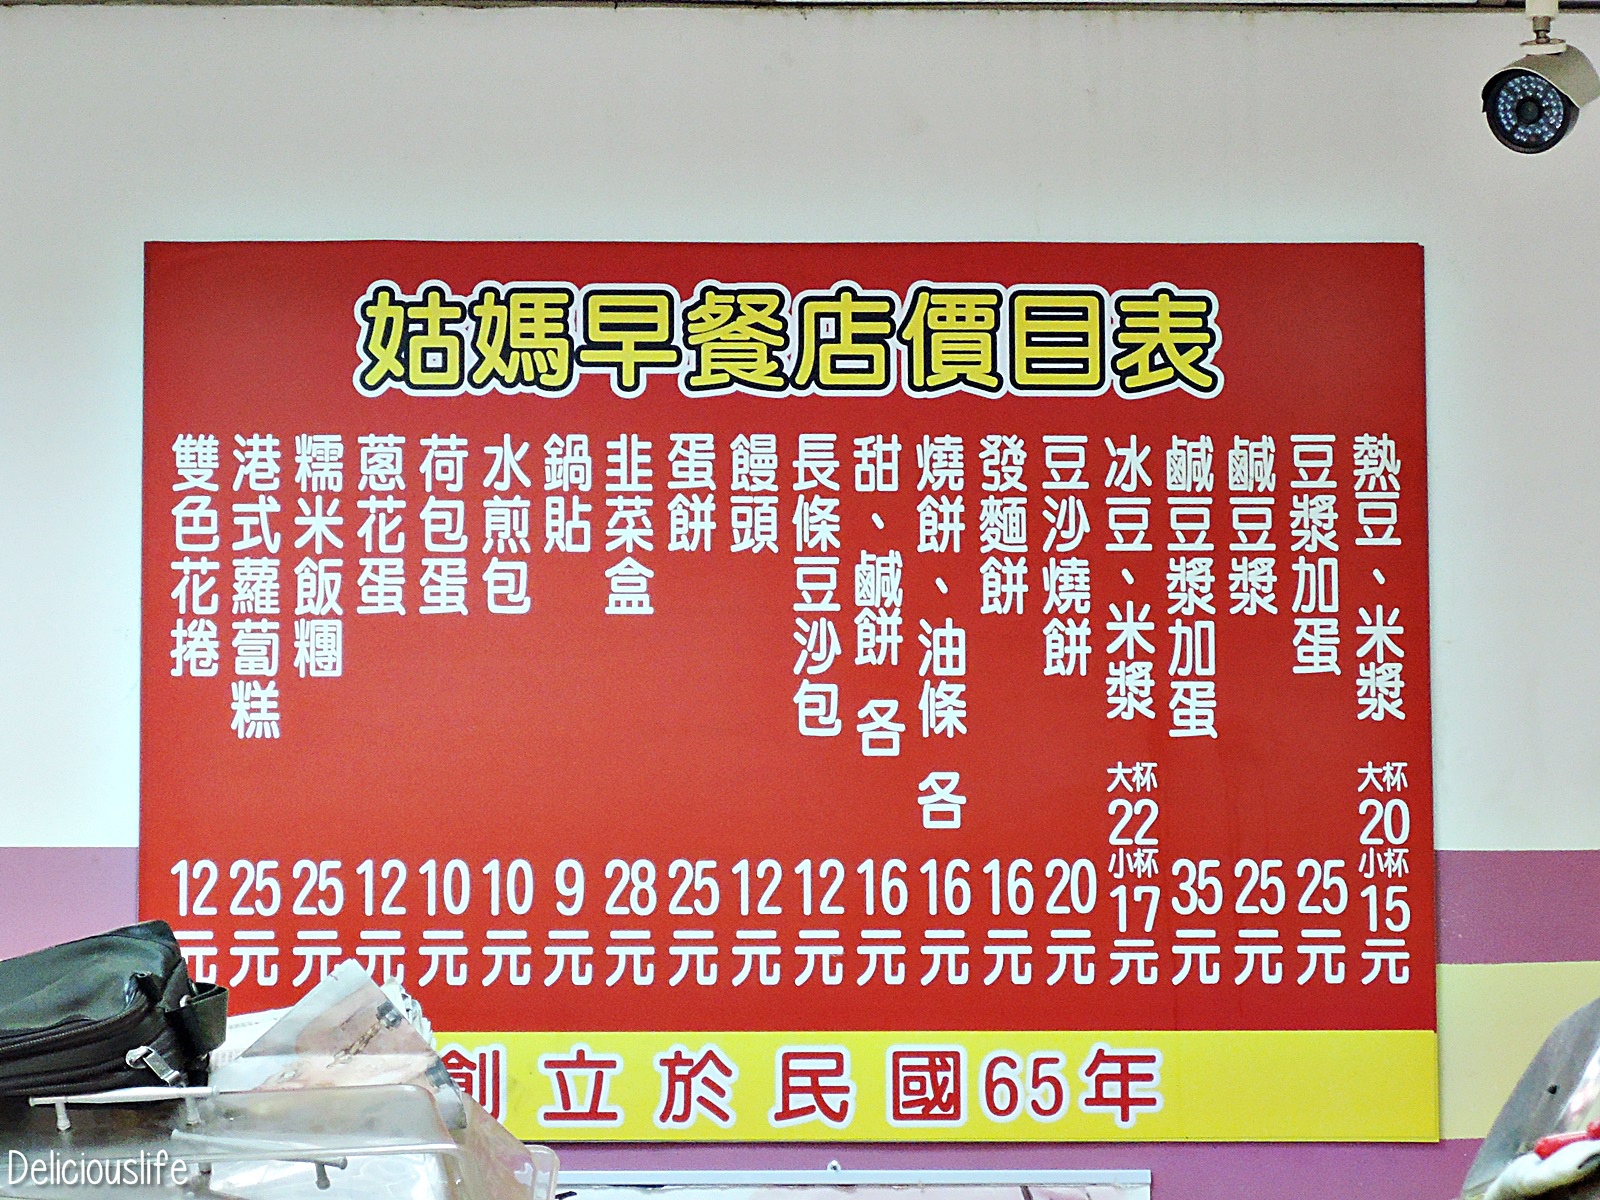 姑媽早餐店價目表
熱豆、米漿 大杯20小杯15元
豆漿加蛋 25元
鹹豆漿 25元
鹹豆漿加蛋 35元
冰豆、米漿 大杯22小杯17元
豆沙燒餅 20元
發麵餅 16元
燒餅、油條 各 16元
甜、鹹餅 各 16元
長條豆沙包 12元
饅頭 12元
蛋餅 25元
韭菜盒 28元
鍋貼 9元
水煎包 10元
荷包蛋 10元
蔥花蛋 12元
糯米飯糰 25元
港式蘿蔔糕 25元
雙色花捲 12元
創立於民國65年
Deliciouslife